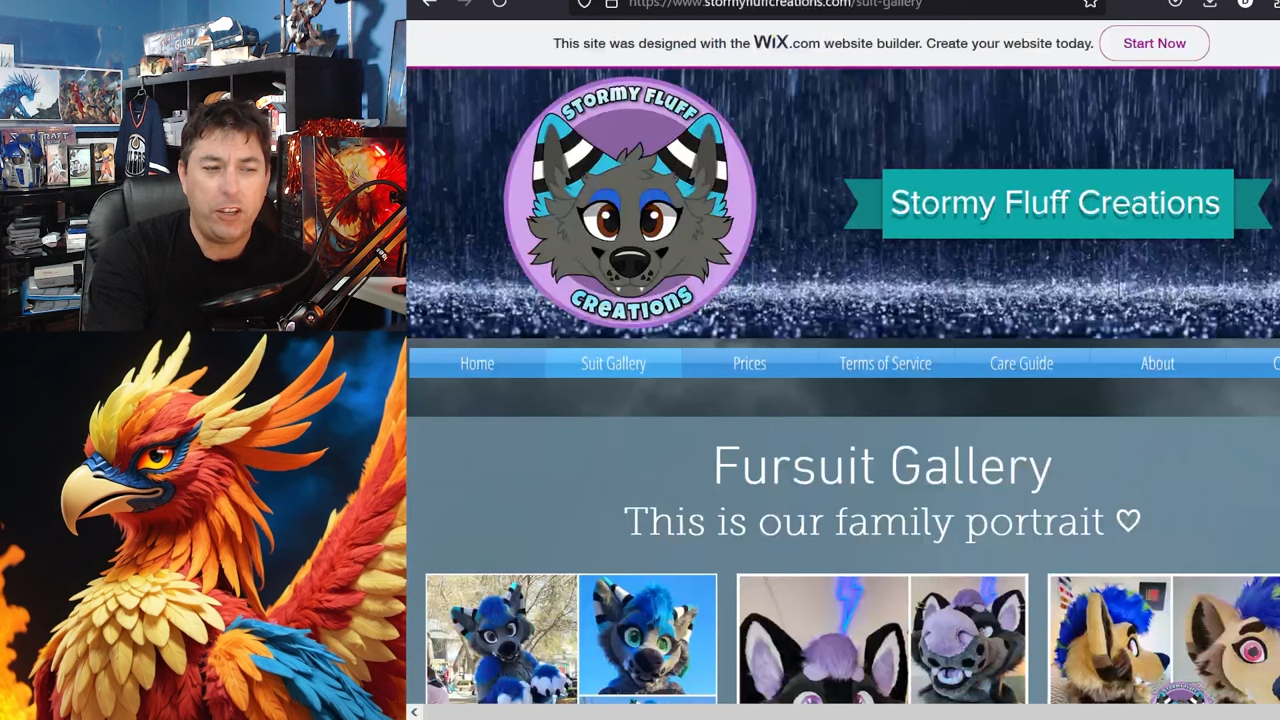 https://www.stormyfluffcreations.com/suit-gallery
This site was designed with the WiX.com website builder. Create your website today.
Start Now
STORMY FLUFF
CREATIONS
Stormy Fluff Creations
Home
Suit Gallery
Prices
Terms of Service
Care Guide
About
Fursuit Gallery
This is our family portrait ♡
GLORY